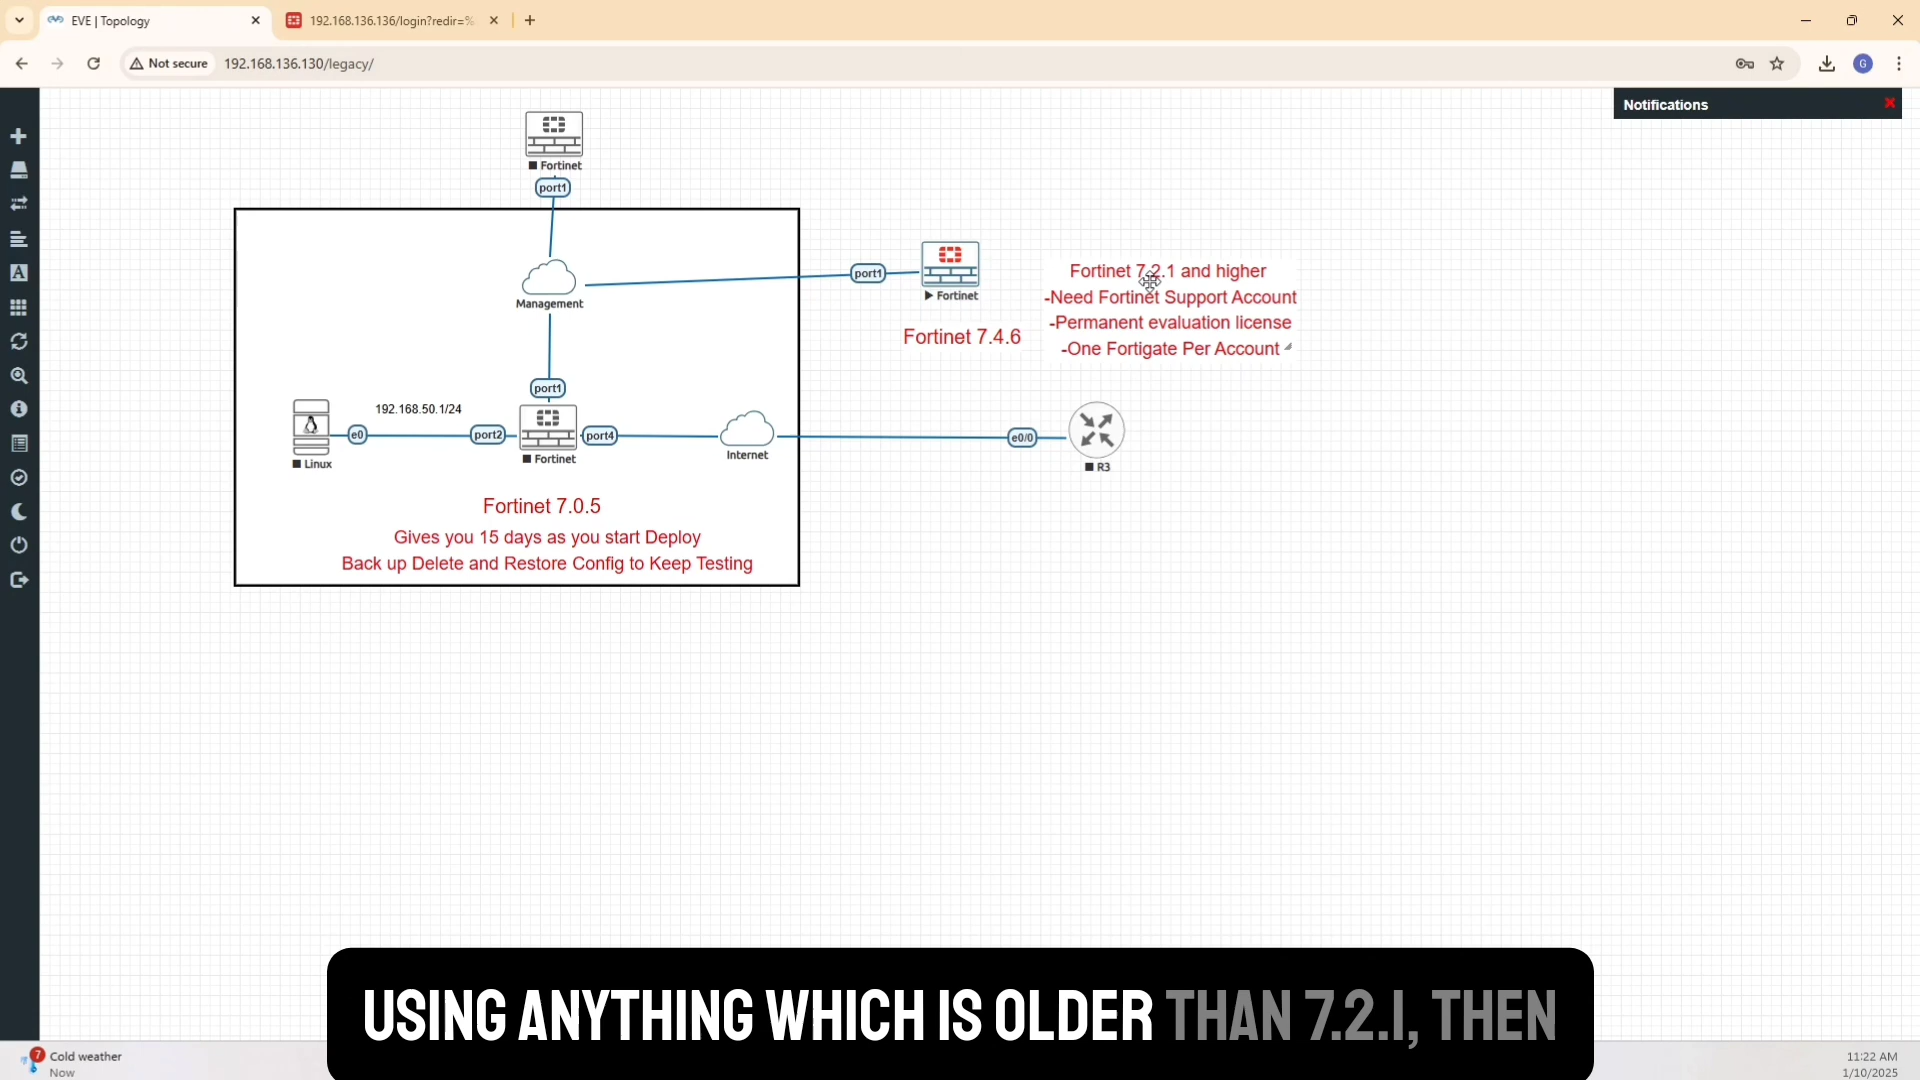 EVE | Topology
192.168.136.136/login?redir=%
Not secure
192.168.136.130/legacy/
G
Notifications
Fortinet
port1
Management
port1
Fortinet
Fortinet 7.4.6
Fortinet 7.2.1 and higher
-Need Fortinet Support Account
-Permanent evaluation license
-One Fortigate Per Account
port1
192.168.50.1/24
e0
port2
port4
e0/0
Linux
Fortinet
Internet
R3
Fortinet 7.0.5
Gives you 15 days as you start Deploy
Back up Delete and Restore Config to Keep Testing
USING ANYTHING WHICH IS OLDER THAN 7.2.1, THEN
7
Cold weather
Now
11:22 AM
1/10/2025